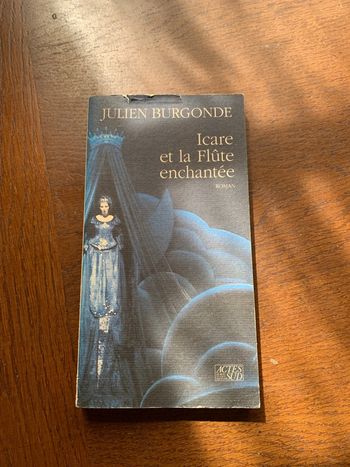 JULIEN BURGONDE
Icare
et la Flûte
enchantée
ROMAN
ACTES
SUD